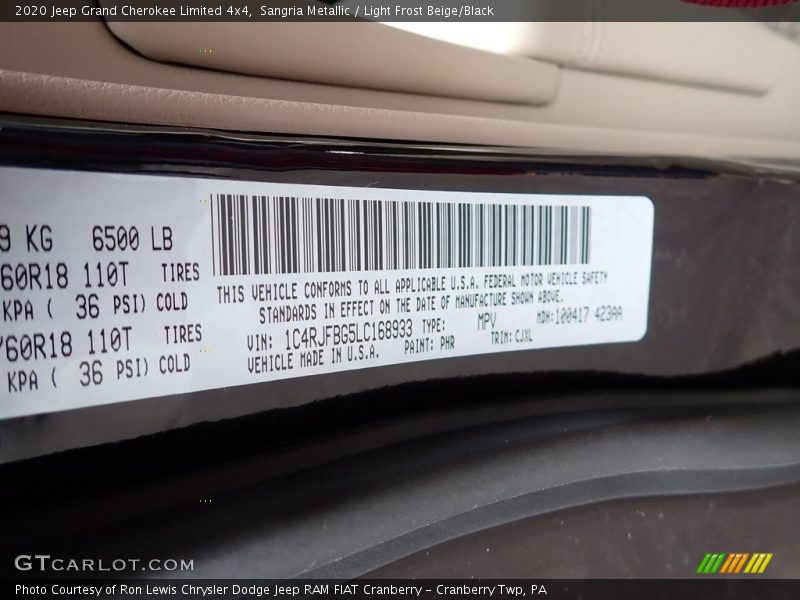 2020 Jeep Grand Cherokee Limited 4x4, Sangria Metallic / Light Frost Beige/Black
9 KG 6500 LB
60R18 110T TIRES
KPA ( 36 PSI) COLD
/60R18 110T TIRES
KPA ( 36 PSI) COLD
THIS VEHICLE CONFORMS TO ALL APPLICABLE U.S.A. FEDERAL MOTOR VEHICLE SAFETY
STANDARDS IN EFFECT ON THE DATE OF MANUFACTURE SHOWN ABOVE.
VIN: 1C4RJFBG5LC168933 TYPE: MPV MDH:100417 423AA
VEHICLE MADE IN U.S.A. PAINT: PHR TRIM: CJXL
GTCARLOT.COM
Photo Courtesy of Ron Lewis Chrysler Dodge Jeep RAM FIAT Cranberry – Cranberry Twp, PA